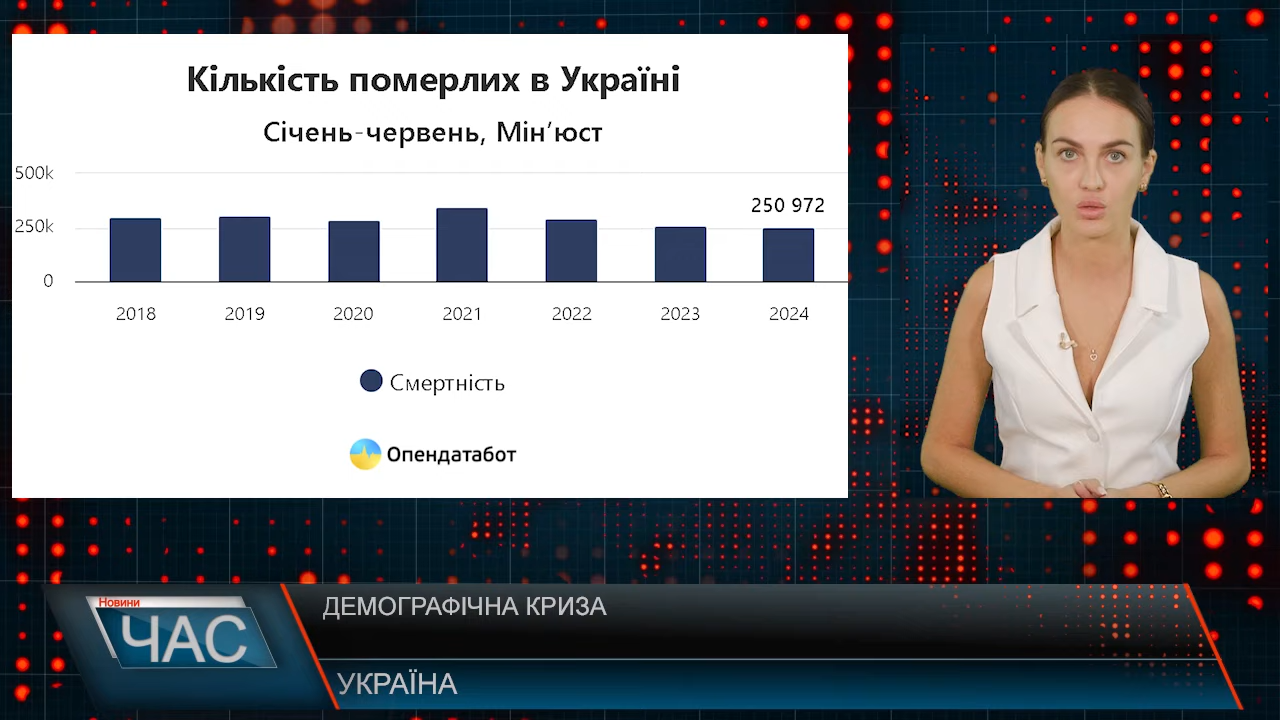 Кількість померлих в Україні
Січень-червень, Мін’юст
500k
250k
0
250 972
2018 2019 2020 2021 2022 2023 2024
Смертність
Опендатабот
Новини
ЧАС
ДЕМОГРАФІЧНА КРИЗА
УКРАЇНА